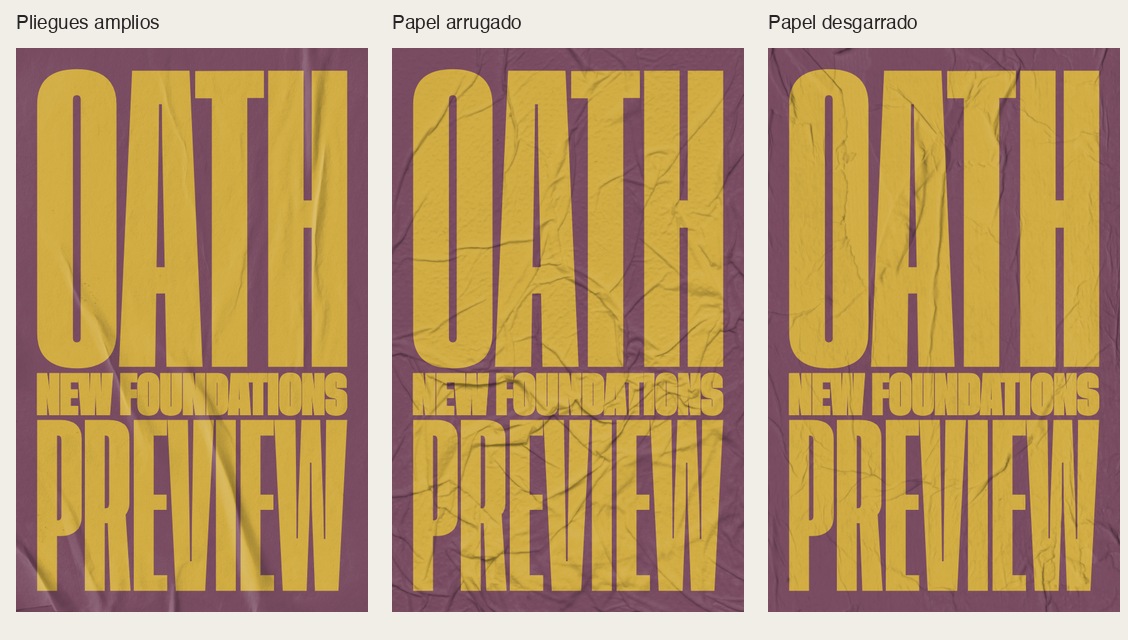 Pliegues amplios
OATH
NEW FOUNDATIONS
PREVIEW
Papel arrugado
OATH
NEW FOUNDATIONS
PREVIEW
Papel desgarrado
OATH
NEW FOUNDATIONS
PREVIEW